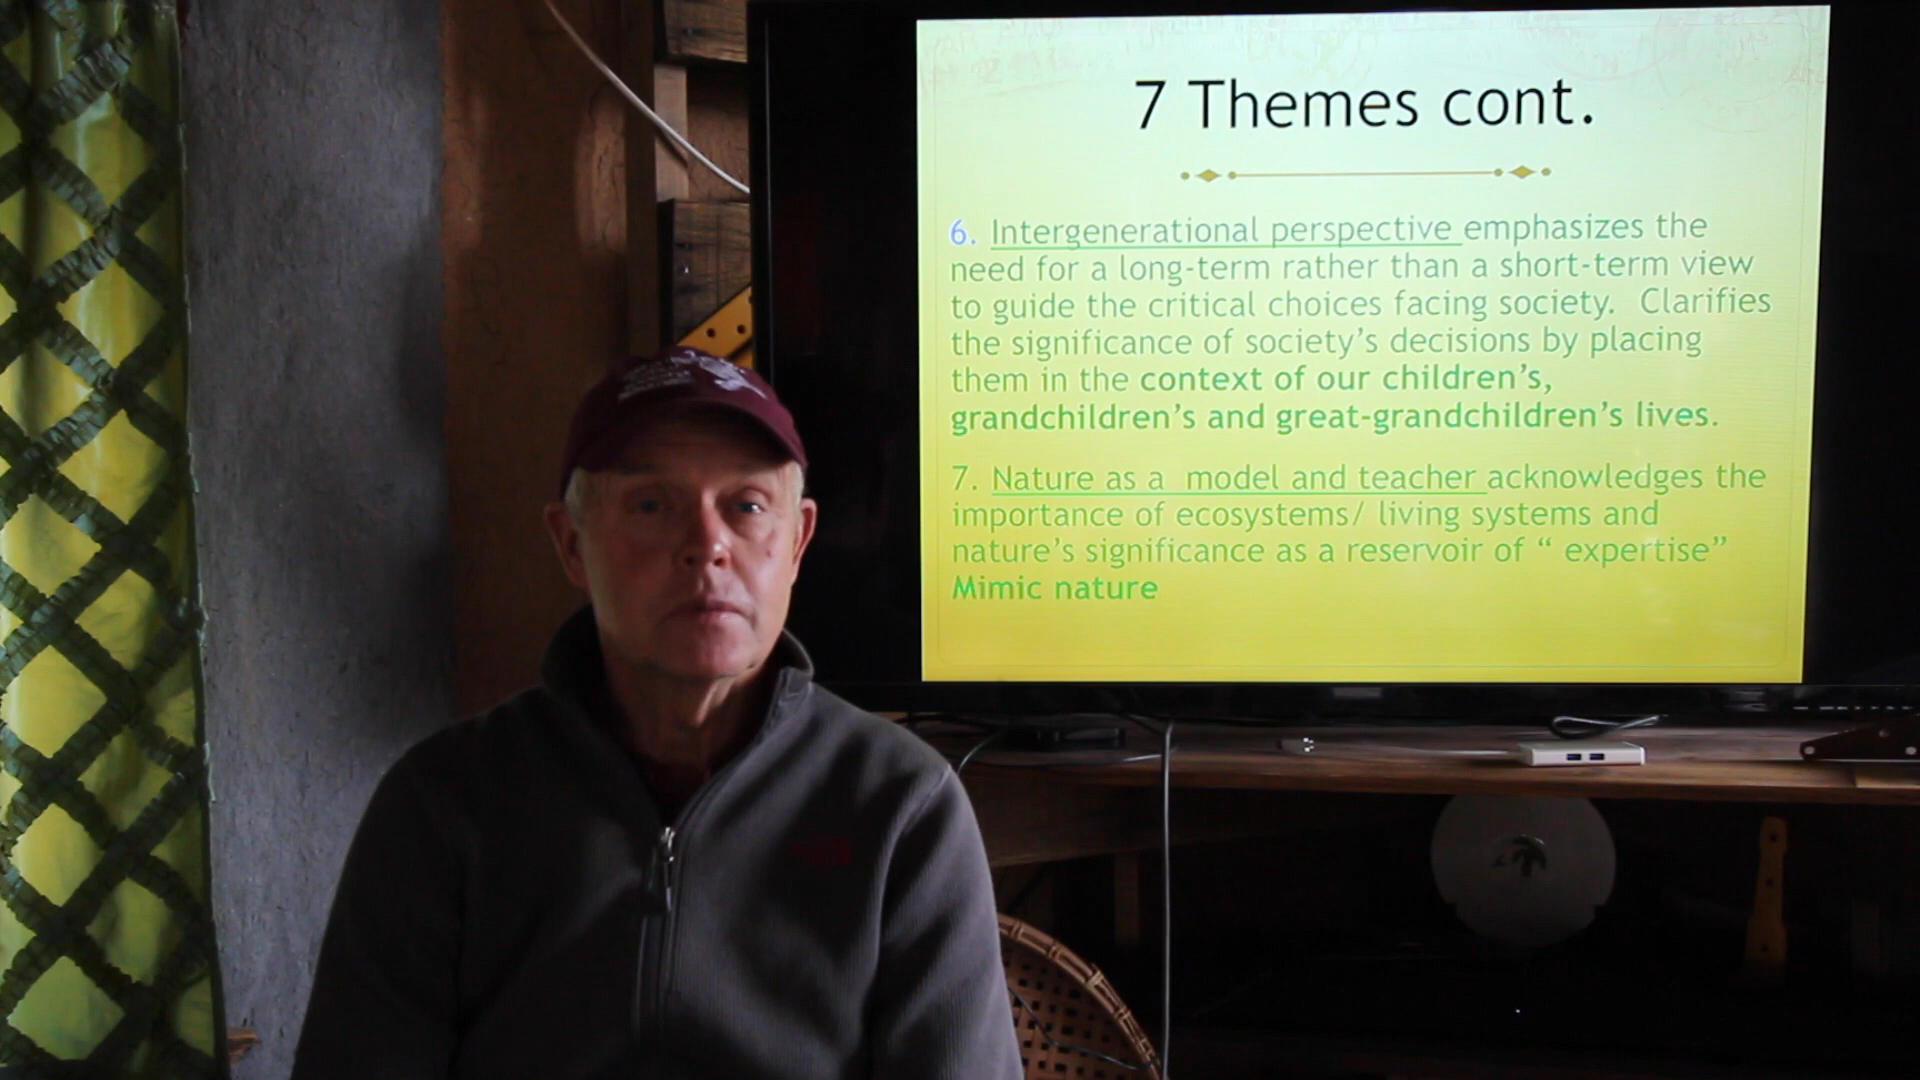 7 Themes cont.
6. Intergenerational perspective emphasizes the
need for a long-term rather than a short-term view
to guide the critical choices facing society. Clarifies
the significance of society's decisions by placing
them in the context of our children's,
grandchildren's and great-grandchildren's lives.
7. Nature as a model and teacher acknowledges the
importance of ecosystems/ living systems and
nature's significance as a reservoir of “ expertise”
Mimic nature